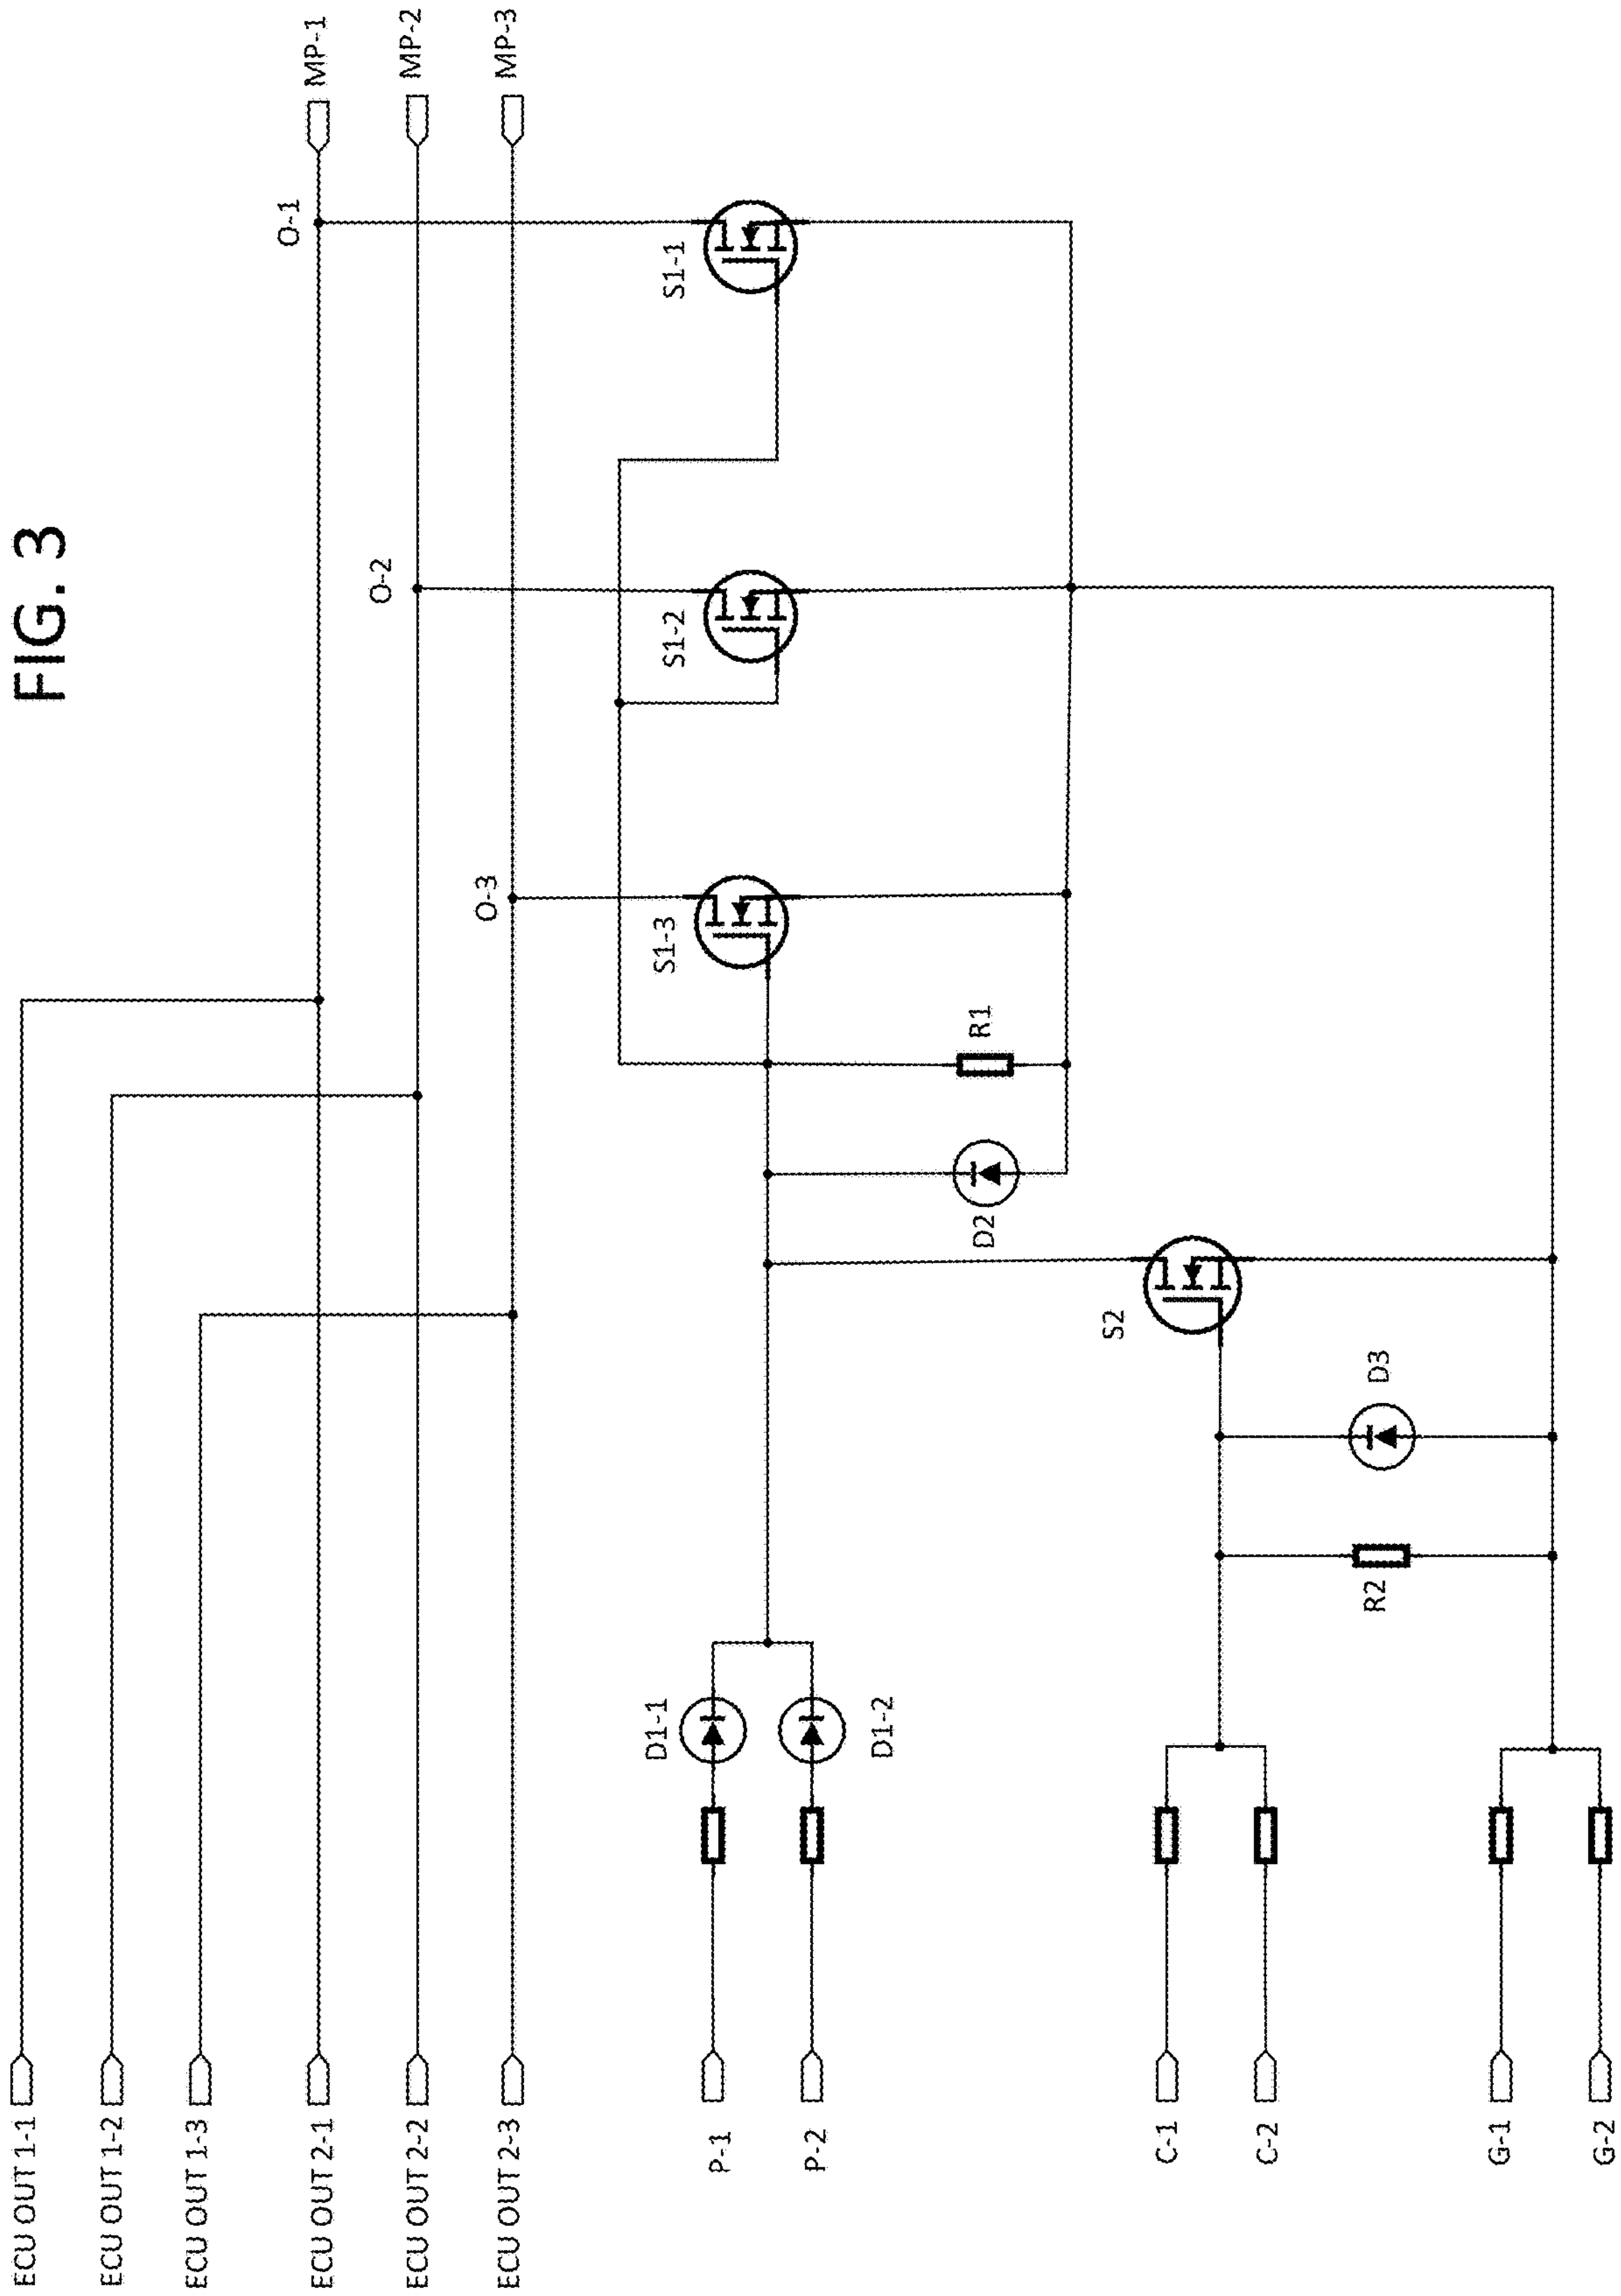 FIG. 3
ECU OUT 1-1
ECU OUT 1-2
ECU OUT 1-3
ECU OUT 2-1
ECU OUT 2-2
ECU OUT 2-3
MP-1
MP-2
MP-3
O-1
O-2
O-3
S1-1
S1-2
S1-3
R1
D2
S2
D3
R2
D1-1
D1-2
P-1
P-2
C-1
C-2
G-1
G-2